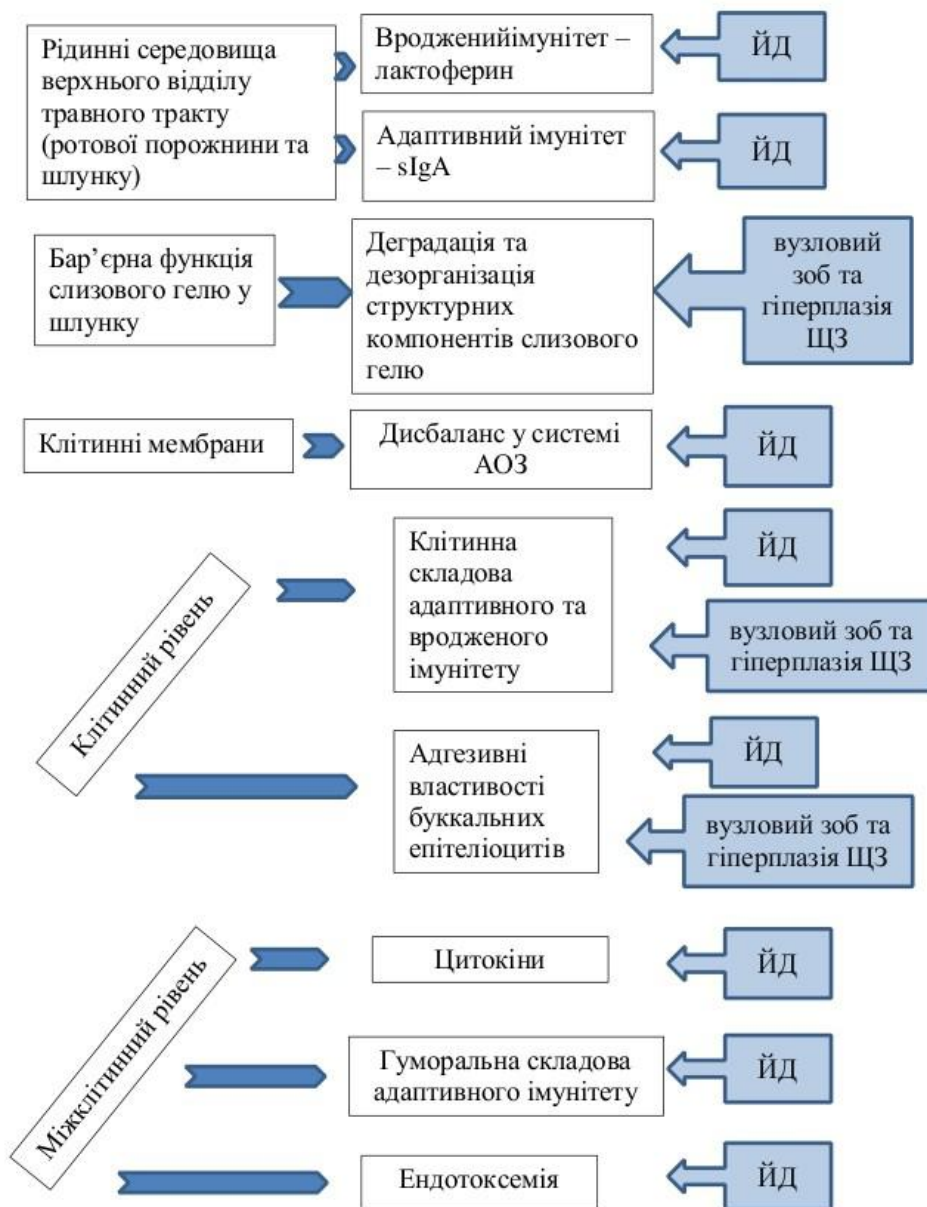 Рідинні середовища
верхнього відділу
травного тракту
(ротової порожнини та
шлунку)
Вродженийімунітет –
лактоферин
ЙД
Адаптивний імітет
– sIgA
ЙД
Бар’єрна функція
слизового гелю у
шлунку
Деградація та
дезорганізація
структурних
компонентів слизового
гелю
вузловий
зоб та
гіперплазія
ЩЗ
Клітинні мембрани
Дисбаланс у системі
АОЗ
ЙД
Клітинний рівень
Клітинна
складова
адаптивного та
вродженого
імунітету
ЙД
вузловий зоб та
гіперплазія ЩЗ
Адгезивні
властивості
буккальних
епітеліоцитів
ЙД
вузловий зоб та
гіперплазія ЩЗ
Міжклітинний рівень
Цитокіни
ЙД
Гуморальна складова
адаптивного імунітету
ЙД
Ендотоксемія
ЙД